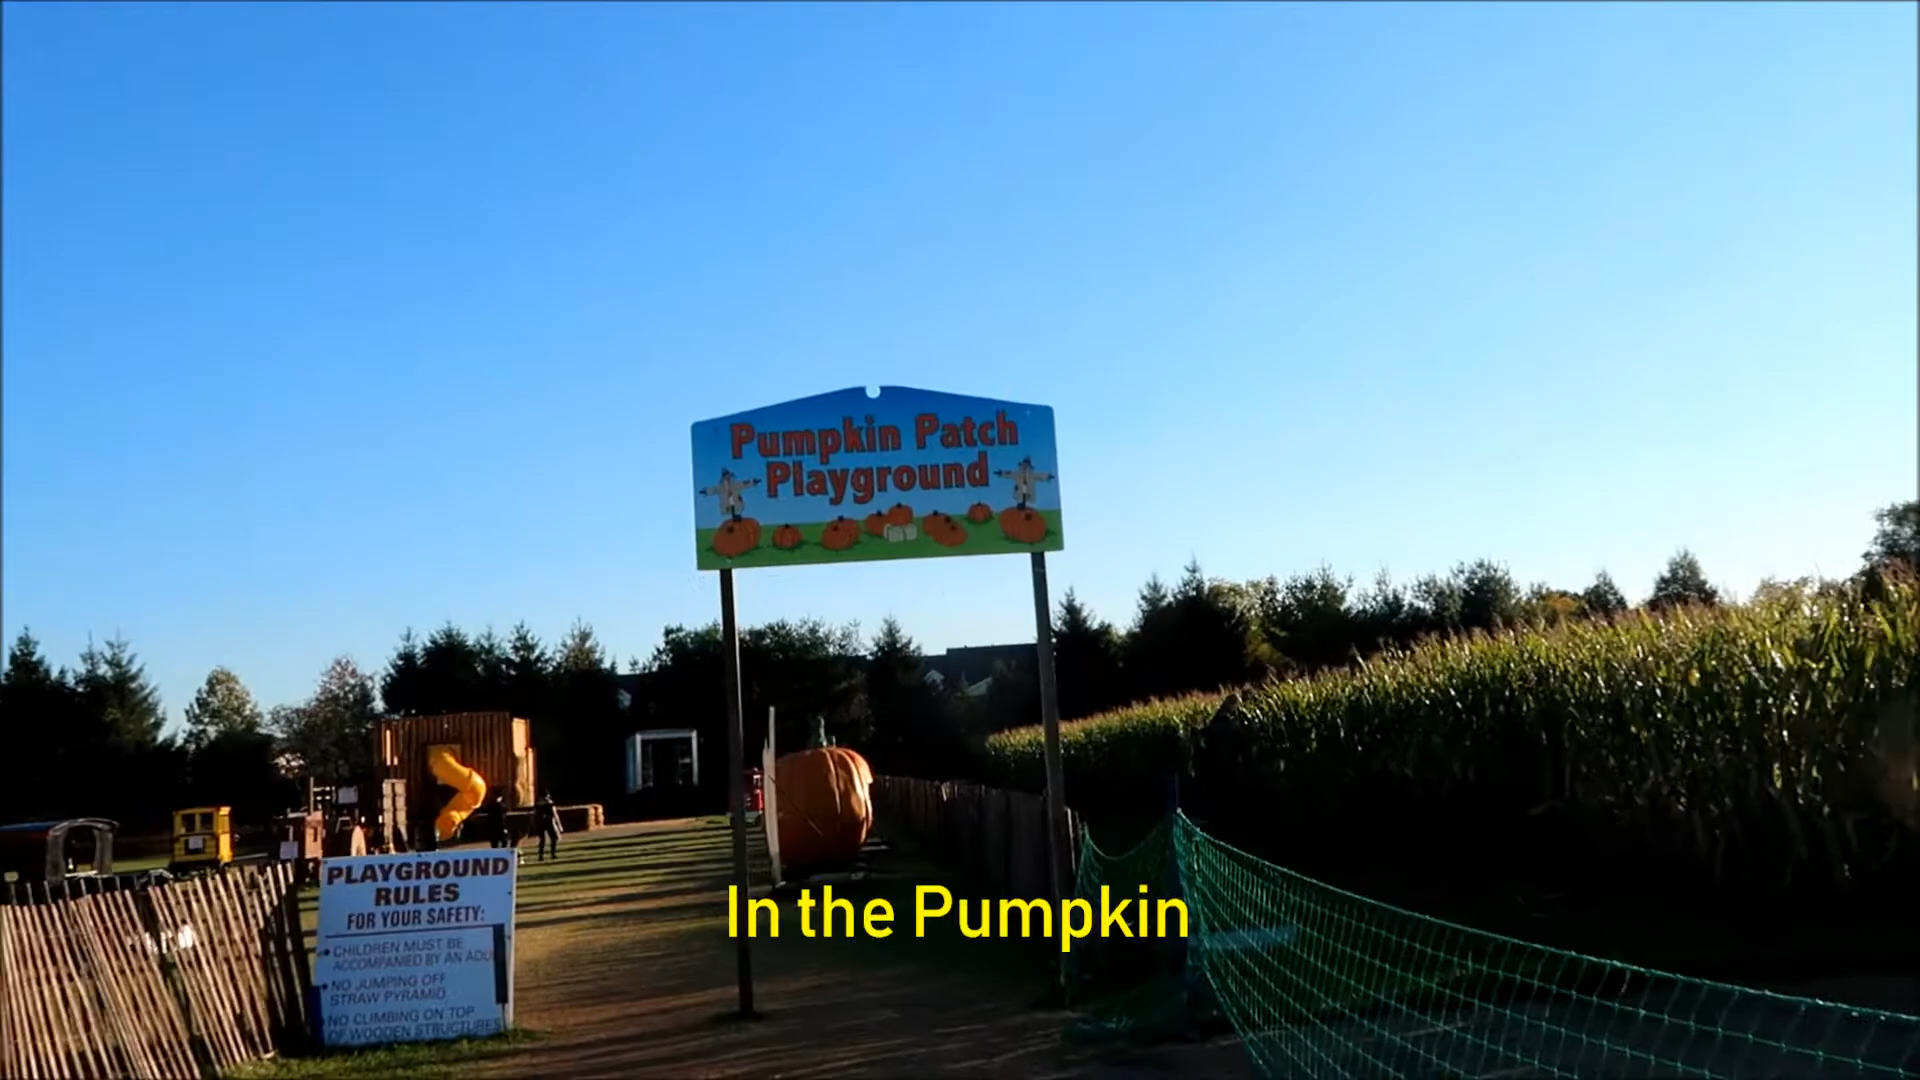 Pumpkin Patch
Playground
PLAYGROUND
RULES
FOR YOUR SAFETY:
• CHILDREN MUST BE
ACCOMPANIED BY AN ADU
• NO JUMPING OFF
STRAW PYRAMID
• NO CLIMBING ON TOP
OF WOODEN STRUCTURES
In the Pumpkin